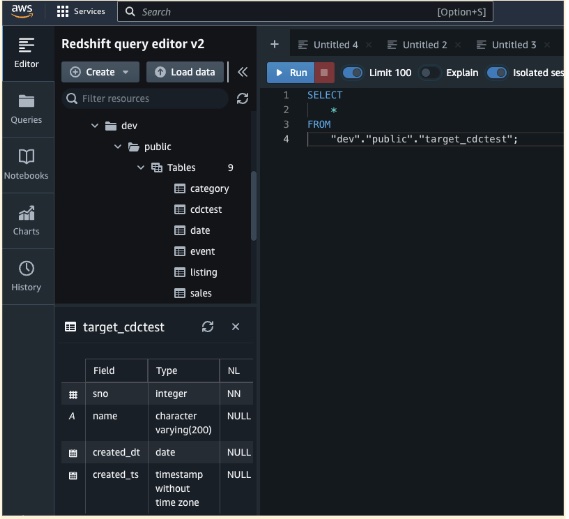 aws Services Search [Option+S]
Editor
Queries
Notebooks
Charts
History
Redshift query editor v2
Create Load data
Filter resources
dev
public
Tables 9
category
cdctest
date
event
listing
sales
target_cdctest
Field Type NL
sno integer NN
A name character varying(200) NULL
created_dt date NULL
created_ts timestamp without time zone NULL
+ Untitled 4 × Untitled 2 × Untitled 3 ×
Run Limit 100 Explain Isolated ses
1 SELECT
2 *
3 FROM
4 "dev"."public"."target_cdctest";